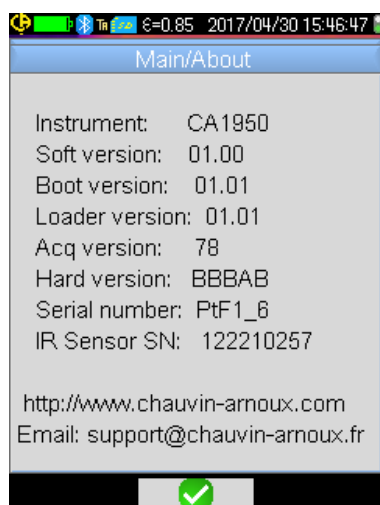 ε=0.85 2017/04/30 15:46:47
Main/About
Instrument: CA1950
Soft version: 01.00
Boot version: 01.01
Loader version: 01.01
Acq version: 78
Hard version: BBBAB
Serial number: PtF1_6
IR Sensor SN: 122210257
http://www.chauvin-arnoux.com
Email: support@chauvin-arnoux.fr